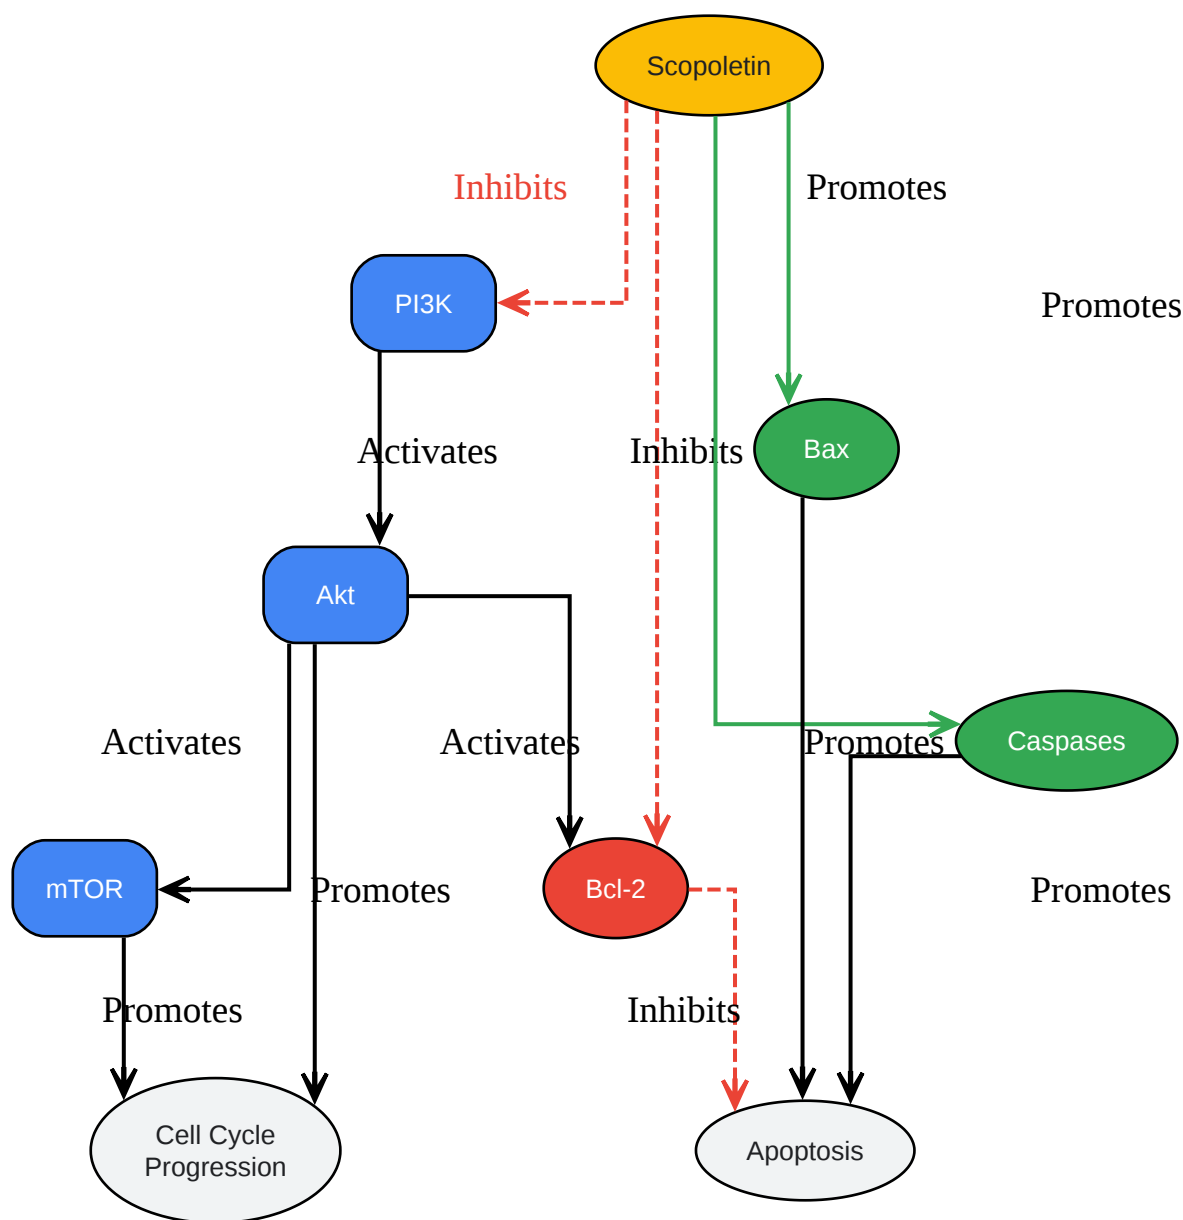 Scopoletin
Inhibits
Promotes
PI3K
Promotes
Activates
Inhibits
Bax
Akt
Activates
Activates
Promotes
Caspases
mTOR
Promotes
Bcl-2
Promotes
Promotes
Inhibits
Cell Cycle
Progression
Apoptosis